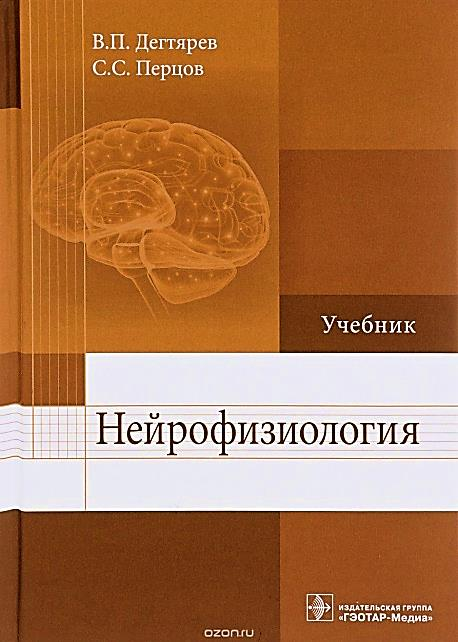 В.П. Дегтярев
С.С. Перцов
Учебник
Нейрофизиология
ИЗДАТЕЛЬСКАЯ ГРУППА
«ГЭОТАР-Медиа»
ozon.ru